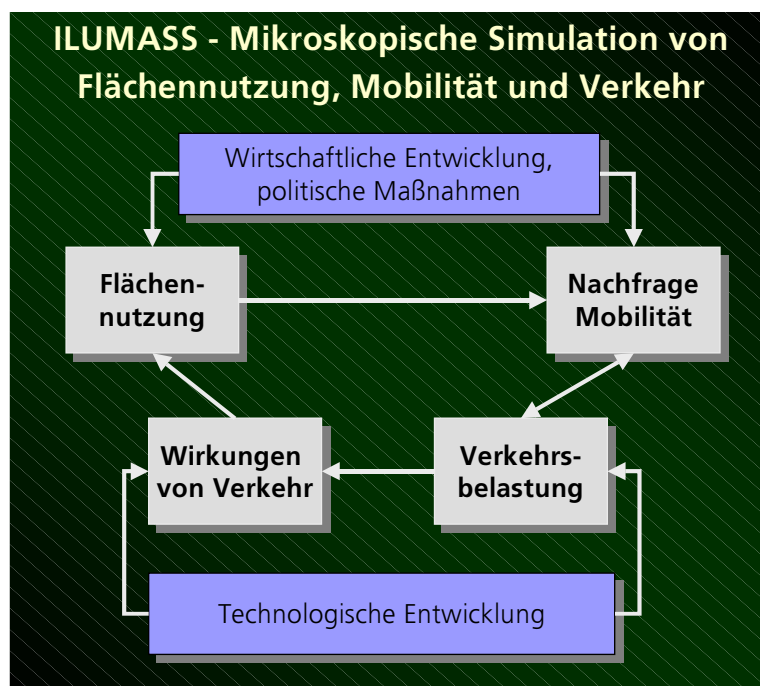 ILUMASS - Mikroskopische Simulation von
Flächennutzung, Mobilität und Verkehr
Wirtschaftliche Entwicklung,
politische Maßnahmen
Flächen-
nutzung
Nachfrage
Mobilität
Wirkungen
von Verkehr
Verkehrs-
belastung
Technologische Entwicklung